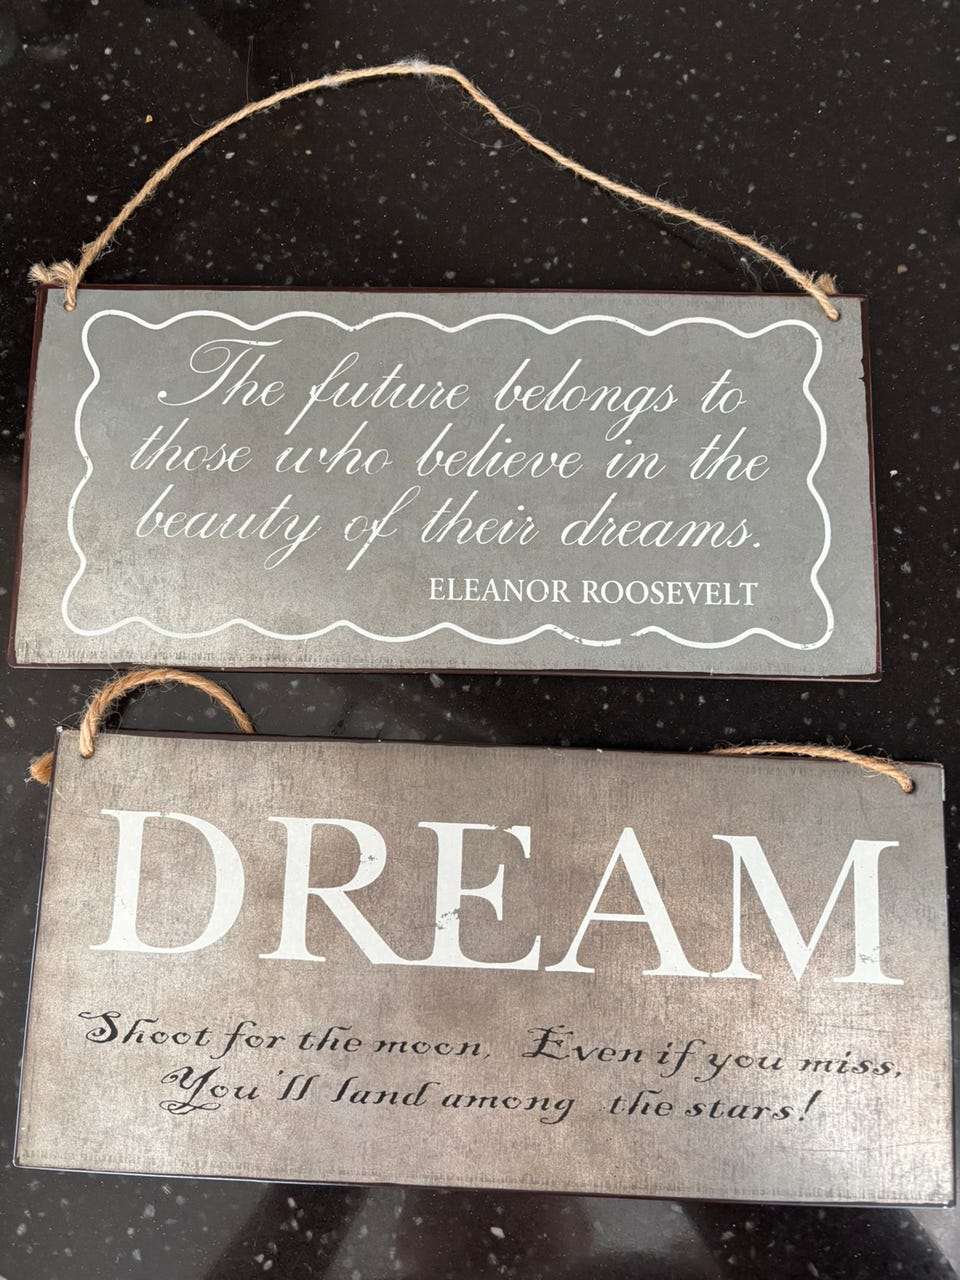 The future belongs to
those who believe in the
beauty of their dreams.
ELEANOR ROOSEVELT
DREAM
Shoot for the moon. Even if you miss,
You'll land among the stars!